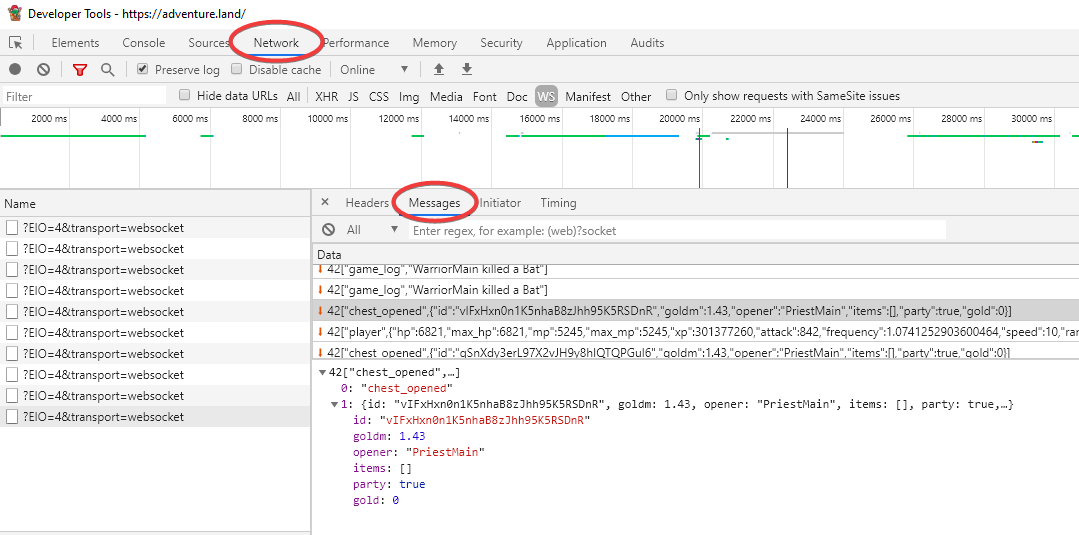 Developer Tools - https://adventure.land/
Elements Console Sources Network Performance Memory Security Application Audits
Preserve log Disable cache Online
Filter Hide data URLs All XHR JS CSS Img Media Font Doc WS Manifest Other Only show requests with SameSite issues
2000 ms 4000 ms 6000 ms 8000 ms 10000 ms 12000 ms 14000 ms 16000 ms 18000 ms 20000 ms 22000 ms 24000 ms 26000 ms 28000 ms 30000 ms
Name
?EIO=4&transport=websocket
?EIO=4&transport=websocket
?EIO=4&transport=websocket
?EIO=4&transport=websocket
?EIO=4&transport=websocket
?EIO=4&transport=websocket
?EIO=4&transport=websocket
?EIO=4&transport=websocket
?EIO=4&transport=websocket
?EIO=4&transport=websocket
× Headers Messages Initiator Timing
All Enter regex, for example: (web)?socket
Data
42["game_log","WarriorMain killed a Bat"]
42["game_log","WarriorMain killed a Bat"]
42["chest_opened",{"id":"vIFxHxn0n1K5nhaB8zJhh95K5RSDnR","goldm":1.43,"opener":"PriestMain","items":[],"party":true,"gold":0}]
42["player",{"hp":6821,"max_hp":6821,"mp":5245,"max_mp":5245,"xp":301377260,"attack":842,"frequency":1.0741252903600464,"speed":10,"ran
42["chest_opened",{"id":"qSnXdy3erL97X2vJH9y8hIQTQPGuI6","goldm":1.43,"opener":"PriestMain","items":[],"party":true,"gold":0}]
42["chest_opened",…]
0: "chest_opened"
1: {id: "vIFxHxn0n1K5nhaB8zJhh95K5RSDnR", goldm: 1.43, opener: "PriestMain", items: [], party: true,…}
id: "vIFxHxn0n1K5nhaB8zJhh95K5RSDnR"
goldm: 1.43
opener: "PriestMain"
items: []
party: true
gold: 0